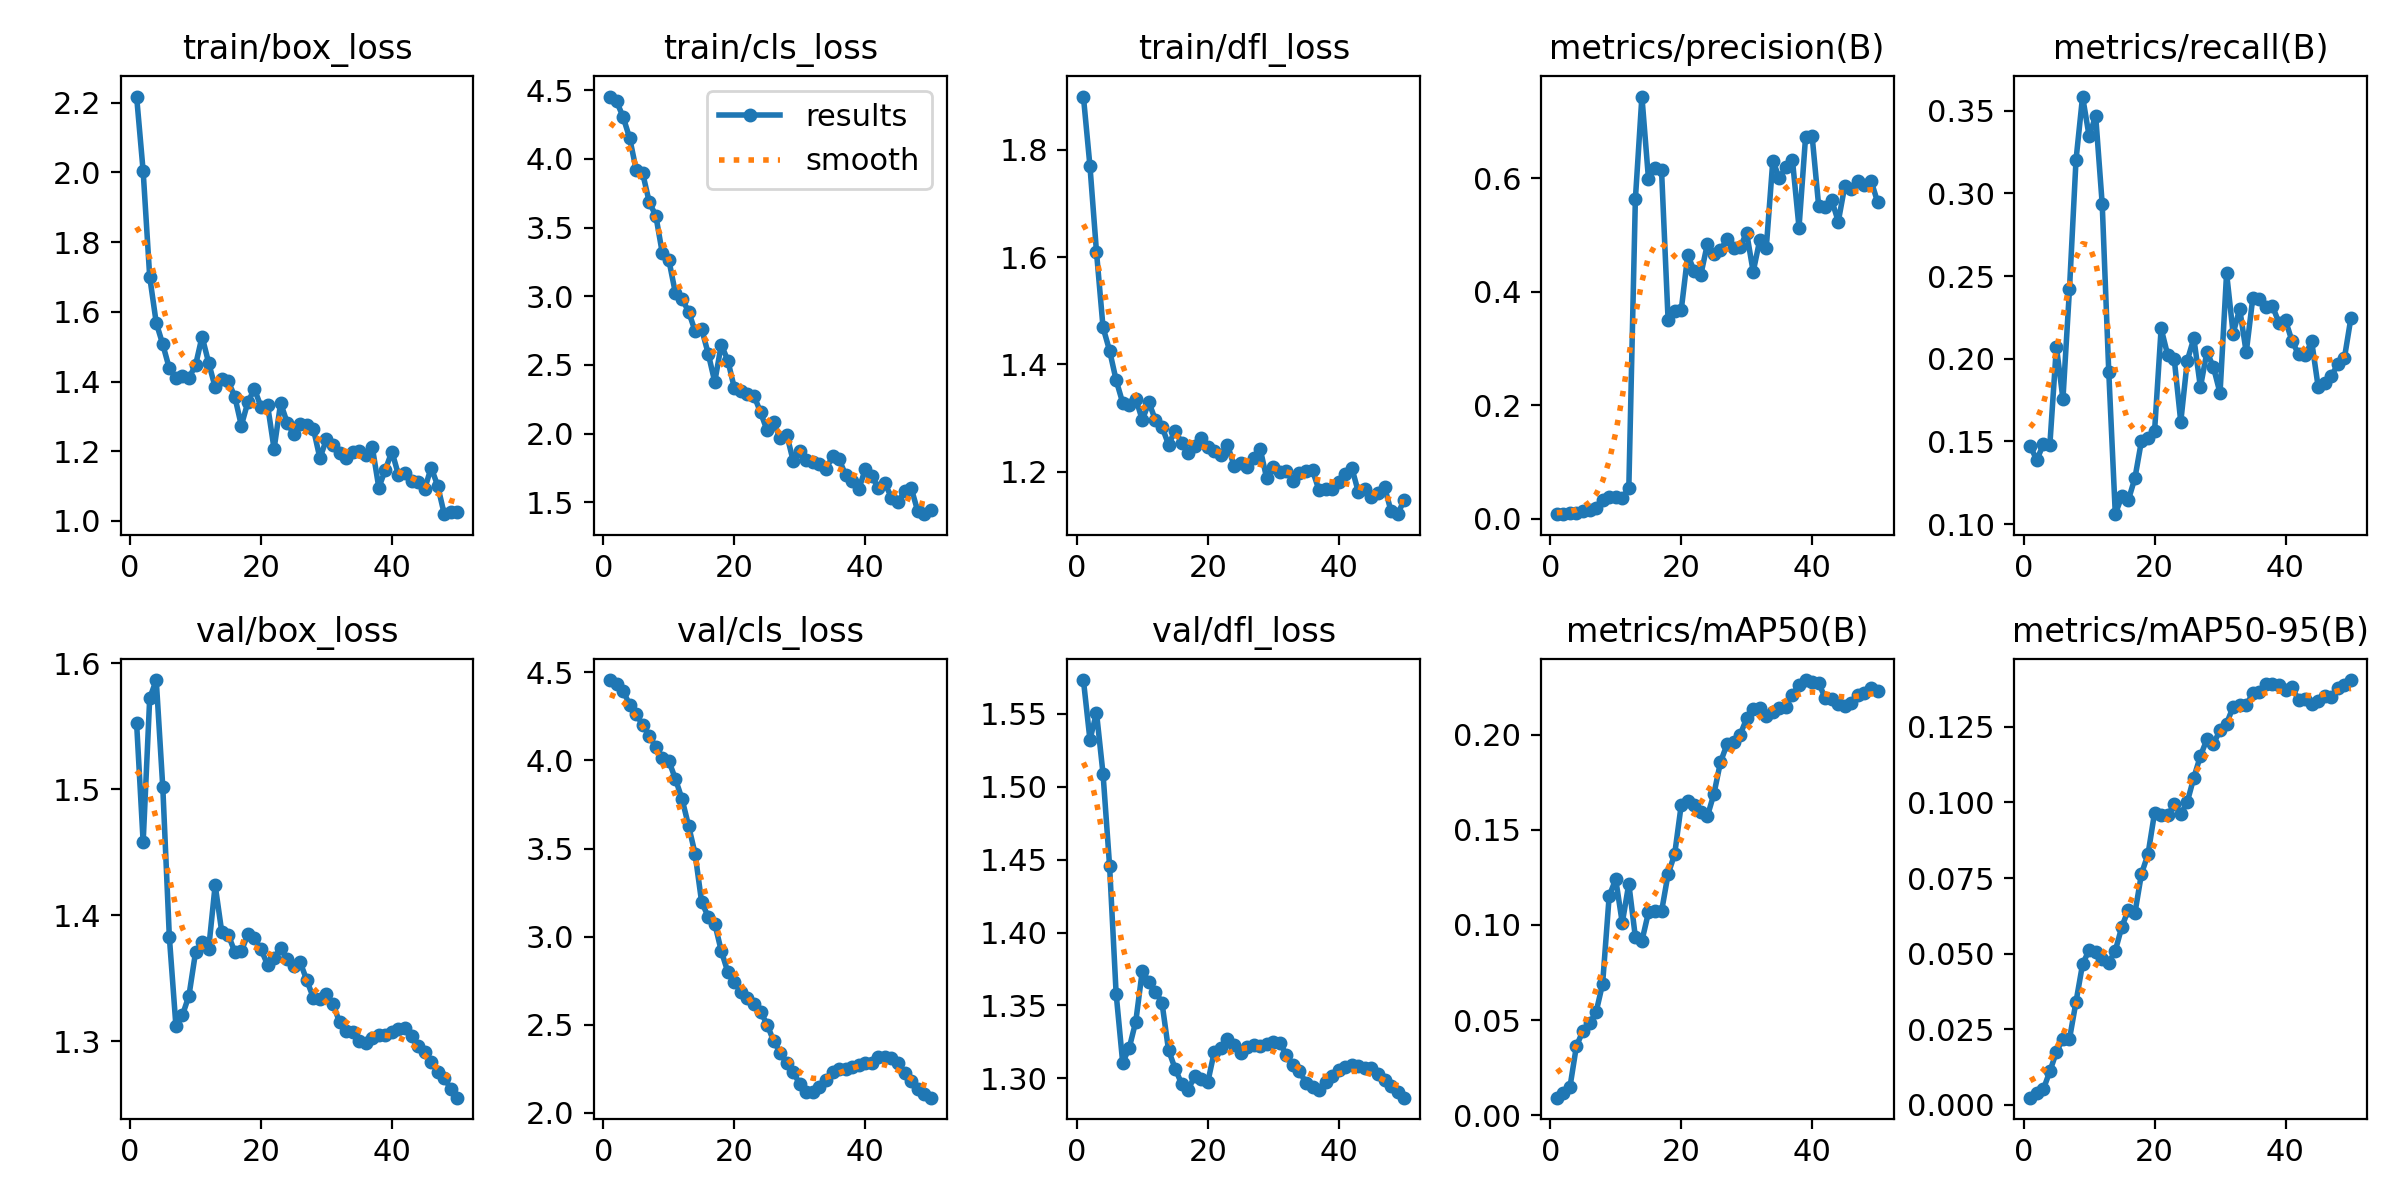 train/box_loss
train/cls_loss
train/dfl_loss
metrics/precision(B)
metrics/recall(B)
2.2
2.0
1.8
1.6
1.4
1.2
1.0
0 20 40
4.5
4.0
3.5
3.0
2.5
2.0
1.5
0 20 40
results
smooth
1.8
1.6
1.4
1.2
0 20 40
0.6
0.4
0.2
0.0
0 20 40
0.35
0.30
0.25
0.20
0.15
0.10
0 20 40
val/box_loss
val/cls_loss
val/dfl_loss
metrics/mAP50(B)
metrics/mAP50-95(B)
1.6
1.5
1.4
1.3
0 20 40
4.5
4.0
3.5
3.0
2.5
2.0
0 20 40
1.55
1.50
1.45
1.40
1.35
1.30
0 20 40
0.20
0.15
0.10
0.05
0.00
0 20 40
0.125
0.100
0.075
0.050
0.025
0.000
0 20 40